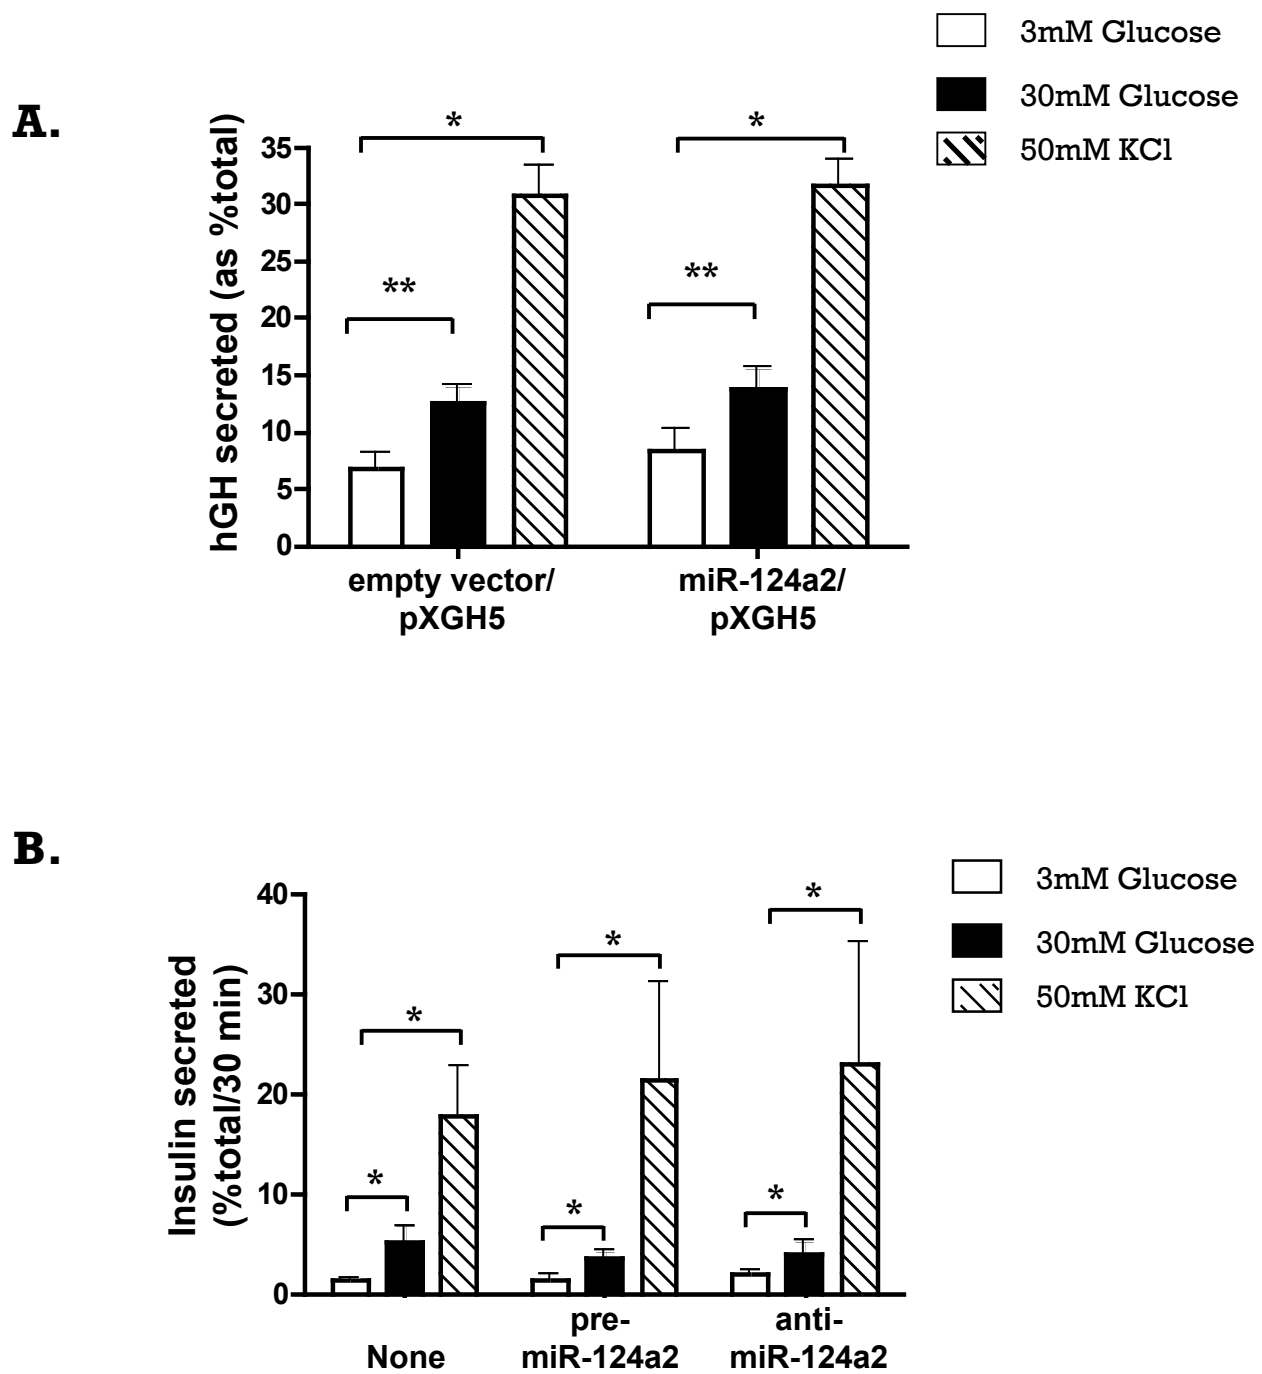 3mM Glucose
30mM Glucose
50mM KCl
A.
hGH secreted (as %total)
35
30
25
20
15
10
5
0
*
*
**
**
empty vector/
pXGH5
miR-124a2/
pXGH5
B.
3mM Glucose
30mM Glucose
50mM KCl
Insulin secreted
(%total/30 min)
40
30
20
10
0
*
*
*
*
*
*
None
pre-
miR-124a2
anti-
miR-124a2